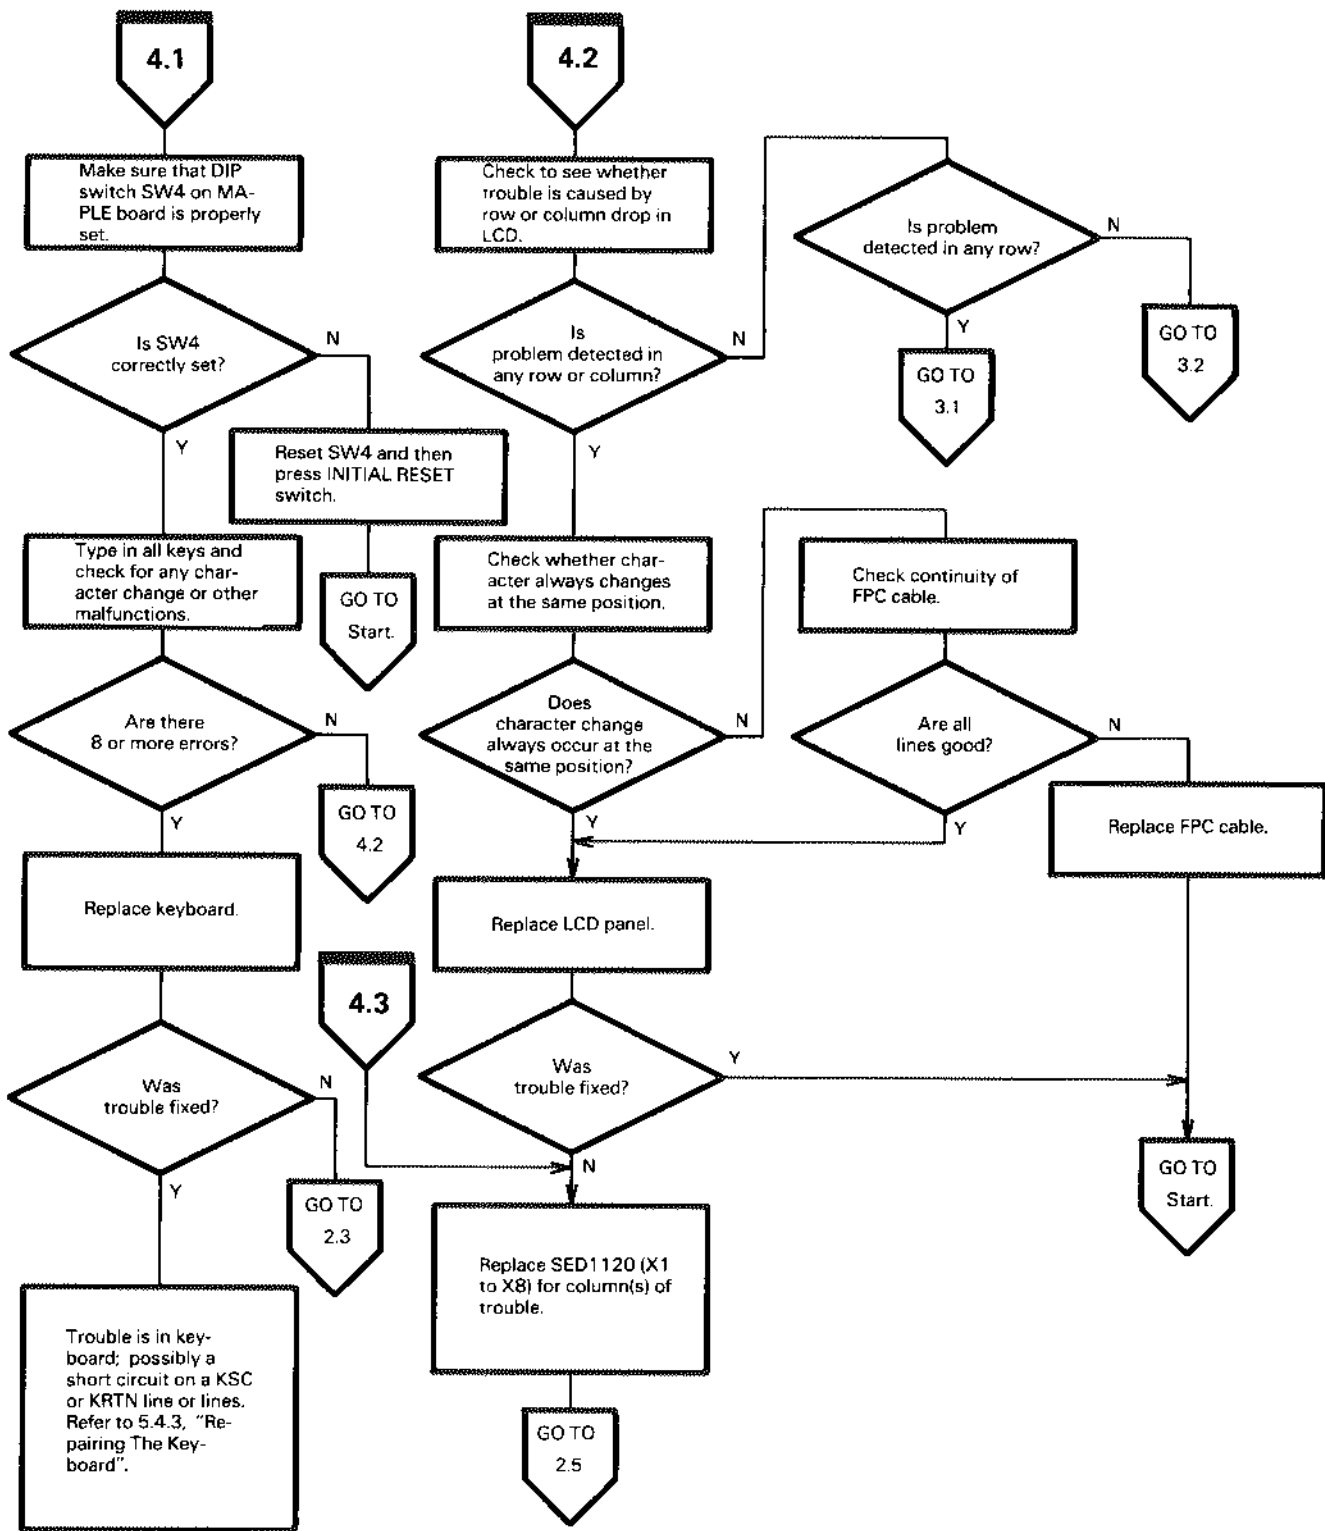 4.1
Make sure that DIP
switch SW4 on MA-
PLE board is properly
set.
Is SW4
correctly set?
N
Y
Reset SW4 and then
press INITIAL RESET
switch.
GO TO
Start.
Type in all keys and
check for any char-
acter change or other
malfunctions.
Are there
8 or more errors?
N
Y
GO TO
4.2
Replace keyboard.
Was
trouble fixed?
N
Y
GO TO
2.3
Trouble is in key-
board; possibly a
short circuit on a KSC
or KRTN line or lines.
Refer to 5.4.3, "Re-
pairing The Key-
board".
4.2
Check to see whether
trouble is caused by
row or column drop in
LCD.
Is
problem detected in
any row or column?
N
Y
Is problem
detected in any row?
N
Y
GO TO
3.1
GO TO
3.2
Check whether char-
acter always changes
at the same position.
Does
character change
always occur at the
same position?
N
Y
Check continuity of
FPC cable.
Are all
lines good?
N
Y
Replace FPC cable.
Replace LCD panel.
4.3
Was
trouble fixed?
Y
N
GO TO
Start.
Replace SED1120 (X1
to X8) for column(s) of
trouble.
GO TO
2.5